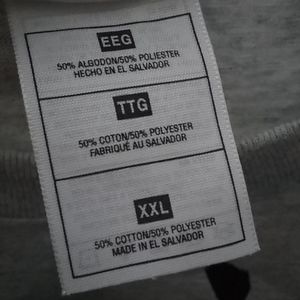 EEG
50% ALGODON/50% POLIESTER
HECHO EN EL SALVADOR
TTG
50% COTON/50% POLYESTER
FABRIQUÉ AU SALVADOR
XXL
50% COTTON/50% POLYESTER
MADE IN EL SALVADOR